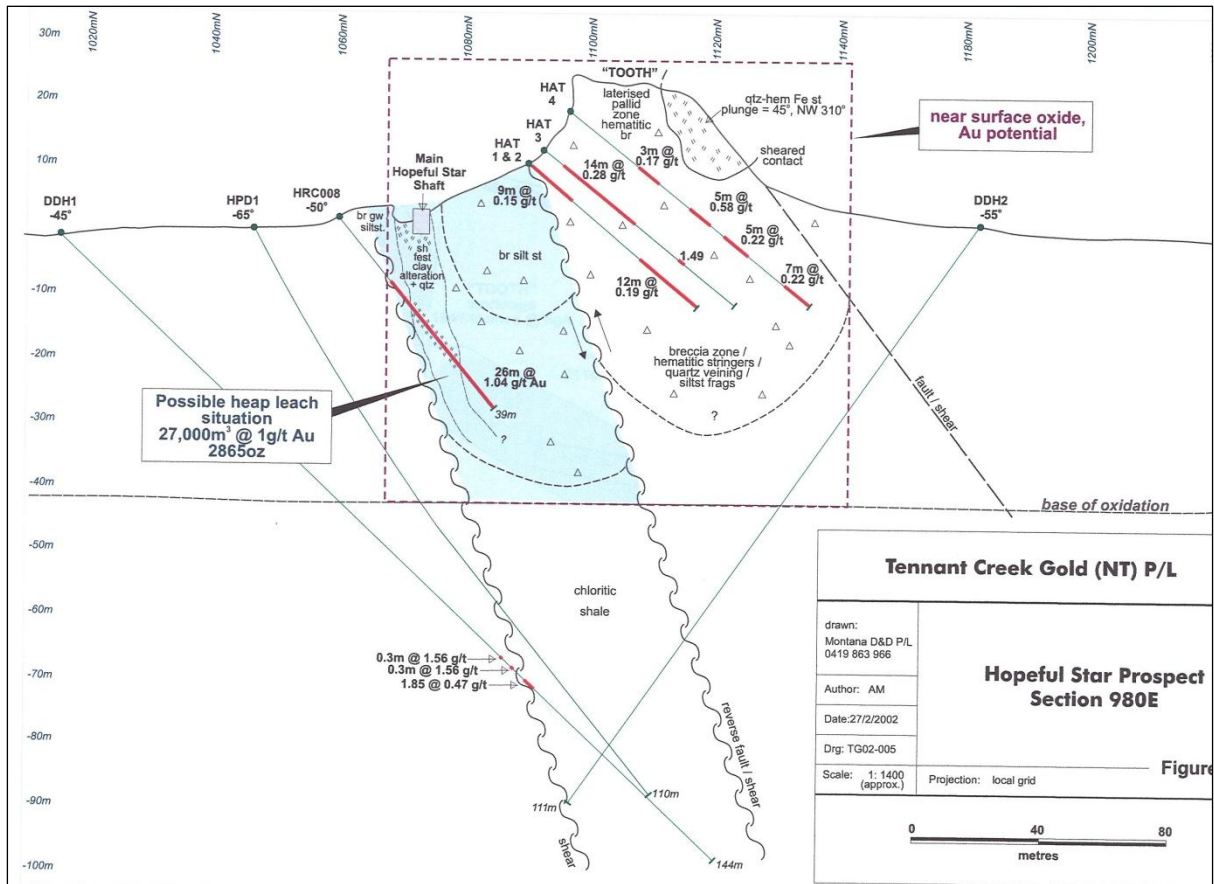 30m
20m
10m
0m
-10m
-20m
-30m
-40m
-50m
-60m
-70m
-80m
-90m
-100m
1020mN
1040mN
1060mN
1080mN
1100mN
1120mN
1140mN
1180mN
1200mN
DDH1
-45°
HPD1
-65°
HRC008
-50°
Main
Hopeful Star
Shaft
HAT
1 & 2
HAT
3
HAT
4
"TOOTH"
laterised
pallid
zone
hematitic
br
qtz-hem Fe st
plunge = 45°, NW 310°
sheared
contact
near surface oxide,
Au potential
DDH2
-55°
br gw
siltst.
sh
fest
clay
alteration
+ qtz
br silt st
9m @
0.15 g/t
14m @
0.28 g/t
3m @
0.17 g/t
5m @
0.58 g/t
5m @
0.22 g/t
7m @
0.22 g/t
1.49
12m @
0.19 g/t
breccia zone /
hematitic stringers /
quartz veining /
siltst frags
?
26m @
1.04 g/t Au
39m
?
Possible heap leach
situation
27,000m³ @ 1g/t Au
2865oz
fault / shear
base of oxidation
chloritic
shale
0.3m @ 1.56 g/t
0.3m @ 1.56 g/t
1.85 @ 0.47 g/t
reverse fault / shear
shear
111m
110m
144m
Tennant Creek Gold (NT) P/L
drawn:
Montana D&D P/L
0419 863 966
Author: AM
Date:27/2/2002
Drg: TG02-005
Scale: 1: 1400
(approx.)
Hopeful Star Prospect
Section 980E
Figure
Projection: local grid
0 40 80
metres